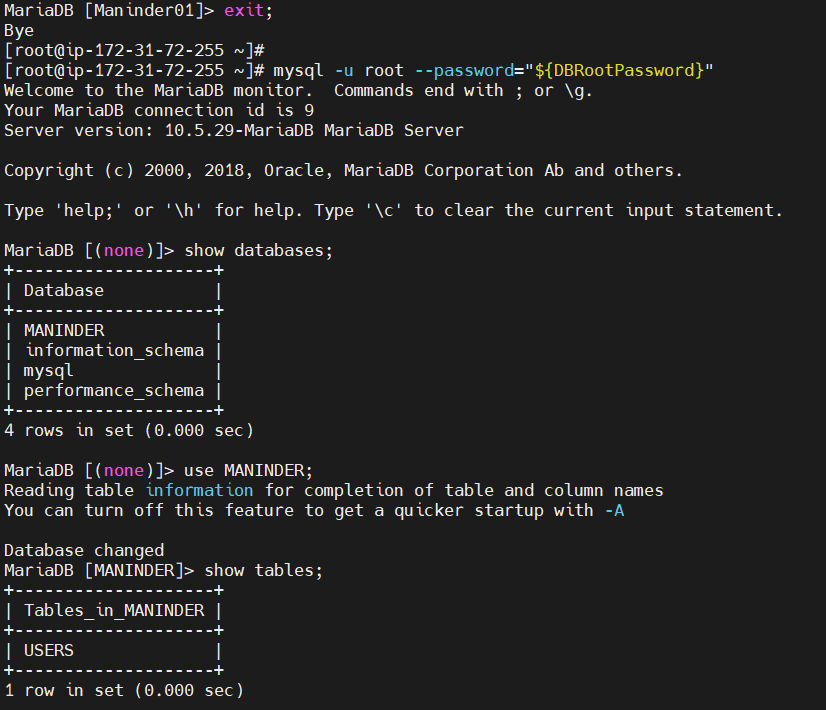 MariaDB [Maninder01]> exit;
Bye
[root@ip-172-31-72-255 ~]#
[root@ip-172-31-72-255 ~]# mysql -u root --password="${DBRootPassword}"
Welcome to the MariaDB monitor.  Commands end with ; or \g.
Your MariaDB connection id is 9
Server version: 10.5.29-MariaDB MariaDB Server

Copyright (c) 2000, 2018, Oracle, MariaDB Corporation Ab and others.

Type 'help;' or '\h' for help. Type '\c' to clear the current input statement.

MariaDB [(none)]> show databases;
+--------------------+
| Database           |
+--------------------+
| MANINDER           |
| information_schema |
| mysql              |
| performance_schema |
+--------------------+
4 rows in set (0.000 sec)

MariaDB [(none)]> use MANINDER;
Reading table information for completion of table and column names
You can turn off this feature to get a quicker startup with -A

Database changed
MariaDB [MANINDER]> show tables;
+--------------------+
| Tables_in_MANINDER |
+--------------------+
| USERS              |
+--------------------+
1 row in set (0.000 sec)